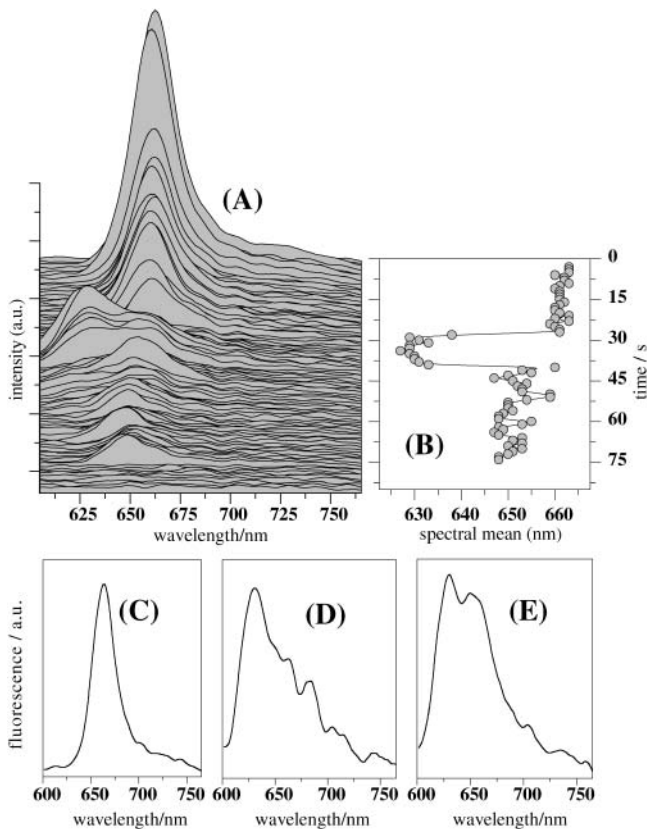 (A)
intensity (a.u.)
625 650 675 700 725 750
wavelength/nm
0
15
30
45
60
75
time / s
(B)
630 640 650 660
spectral mean (nm)
fluorescence / a.u.
(C)
600 650 700 750
wavelength/nm
(D)
600 650 700 750
wavelength/nm
(E)
600 650 700 750
wavelength/nm